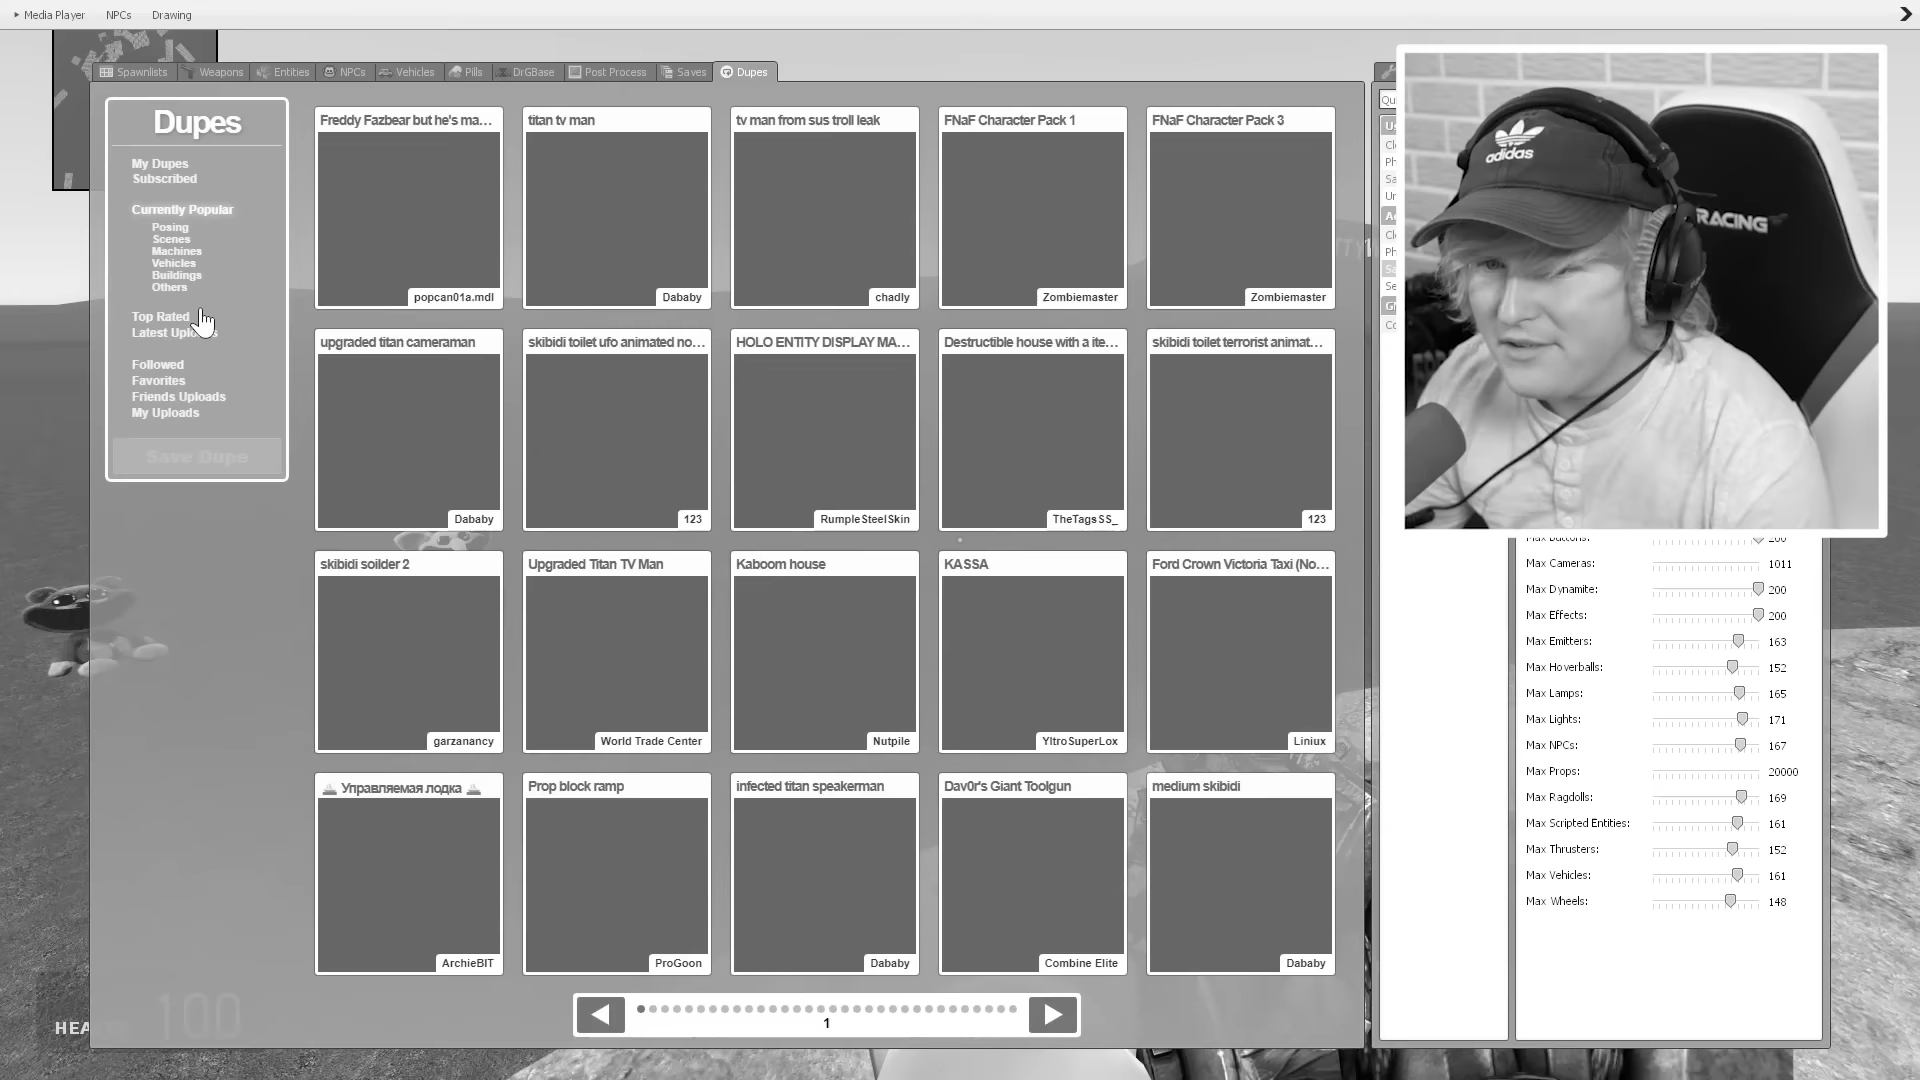 Media Player NPCs Drawing
Spawnlists Weapons Entities NPCs Vehicles Pills DrGBase Post Process Saves Dupes
Dupes
My Dupes
Subscribed
Currently Popular
Posing
Scenes
Machines
Vehicles
Buildings
Others
Top Rated
Latest
Followed
Favorites
Friends Uploads
My Uploads
Save Dupe
Freddy Fazbear but he's ma...
popcan01a.mdl
titan tv man
Dababy
tv man from sus troll leak
chadly
FNaF Character Pack 1
Zombiemaster
FNaF Character Pack 3
Zombiemaster
upgraded titan cameraman
Dababy
skibidi toilet ufo animated no...
123
HOLO ENTITY DISPLAY MA...
RumpleSteelSkin
Destructible house with a ite...
TheTagsSS_
skibidi toilet terrorist animat...
123
skibidi soilder 2
garzanancy
Upgraded Titan TV Man
World Trade Center
Kaboom house
Nutpile
KASSA
YltroSuperLox
Ford Crown Victoria Taxi (No...
Liniux
Управляемая лодка
ArchieBIT
Prop block ramp
ProGoon
infected titan speakerman
Dababy
Dav0r's Giant Toolgun
Combine Elite
medium skibidi
Dababy
1
100
adidas
RACING
Max Buttons: 200
Max Cameras: 1011
Max Dynamite: 200
Max Effects: 200
Max Emitters: 163
Max Hoverballs: 152
Max Lamps: 165
Max Lights: 171
Max NPCs: 167
Max Props: 20000
Max Ragdolls: 169
Max Scripted Entities: 161
Max Thrusters: 152
Max Vehicles: 161
Max Wheels: 148